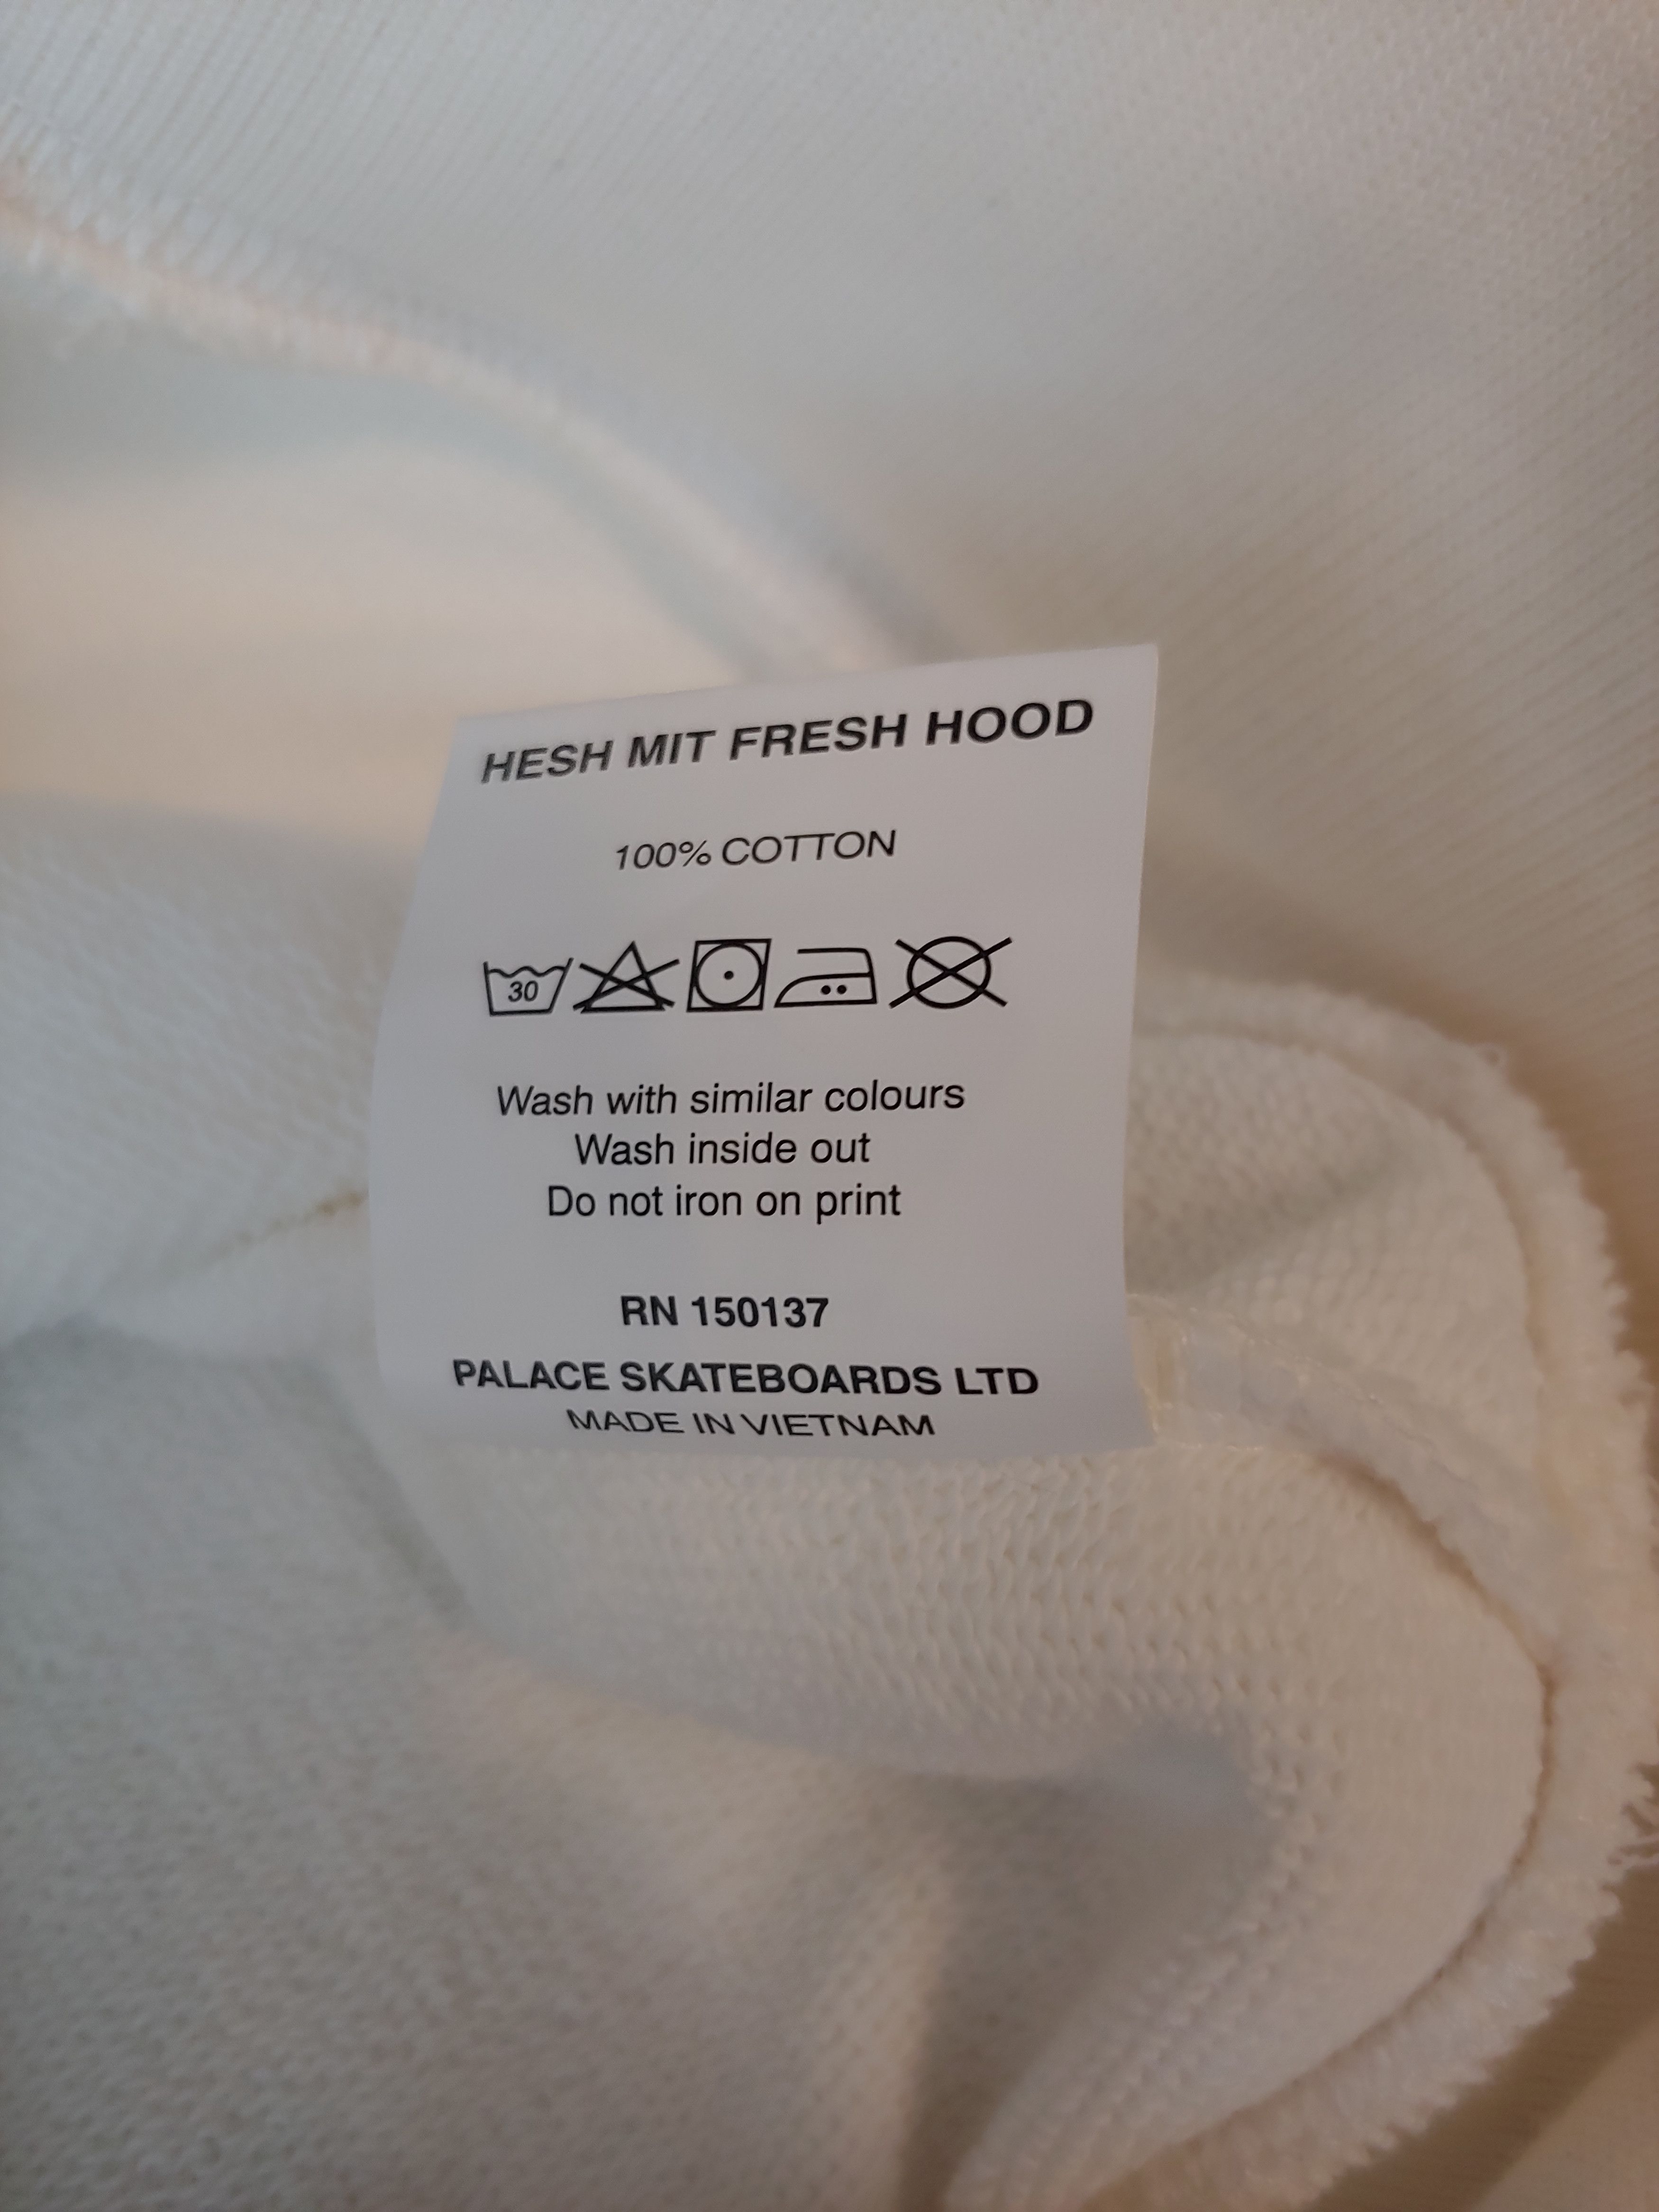 HESH MIT FRESH HOOD
100% COTTON
30
Wash with similar colours
Wash inside out
Do not iron on print
RN 150137
PALACE SKATEBOARDS LTD
MADE IN VIETNAM